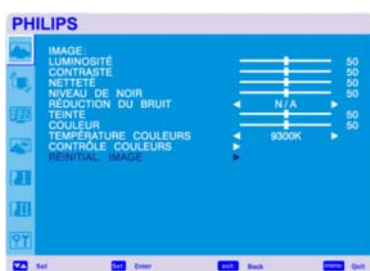 PHILIPS
IMAGE:
LUMINOSITÉ 50
CONTRASTE 50
NETTETÉ 50
NIVEAU DE NOIR 50
RÉDUCTION DU BRUIT N/A
TEINTE 50
COULEUR 50
TEMPÉRATURE COULEURS 9300K
CONTRÔLE COULEURS
REINITIAL IMAGE
Sel Set Enter exit Back menu Quit